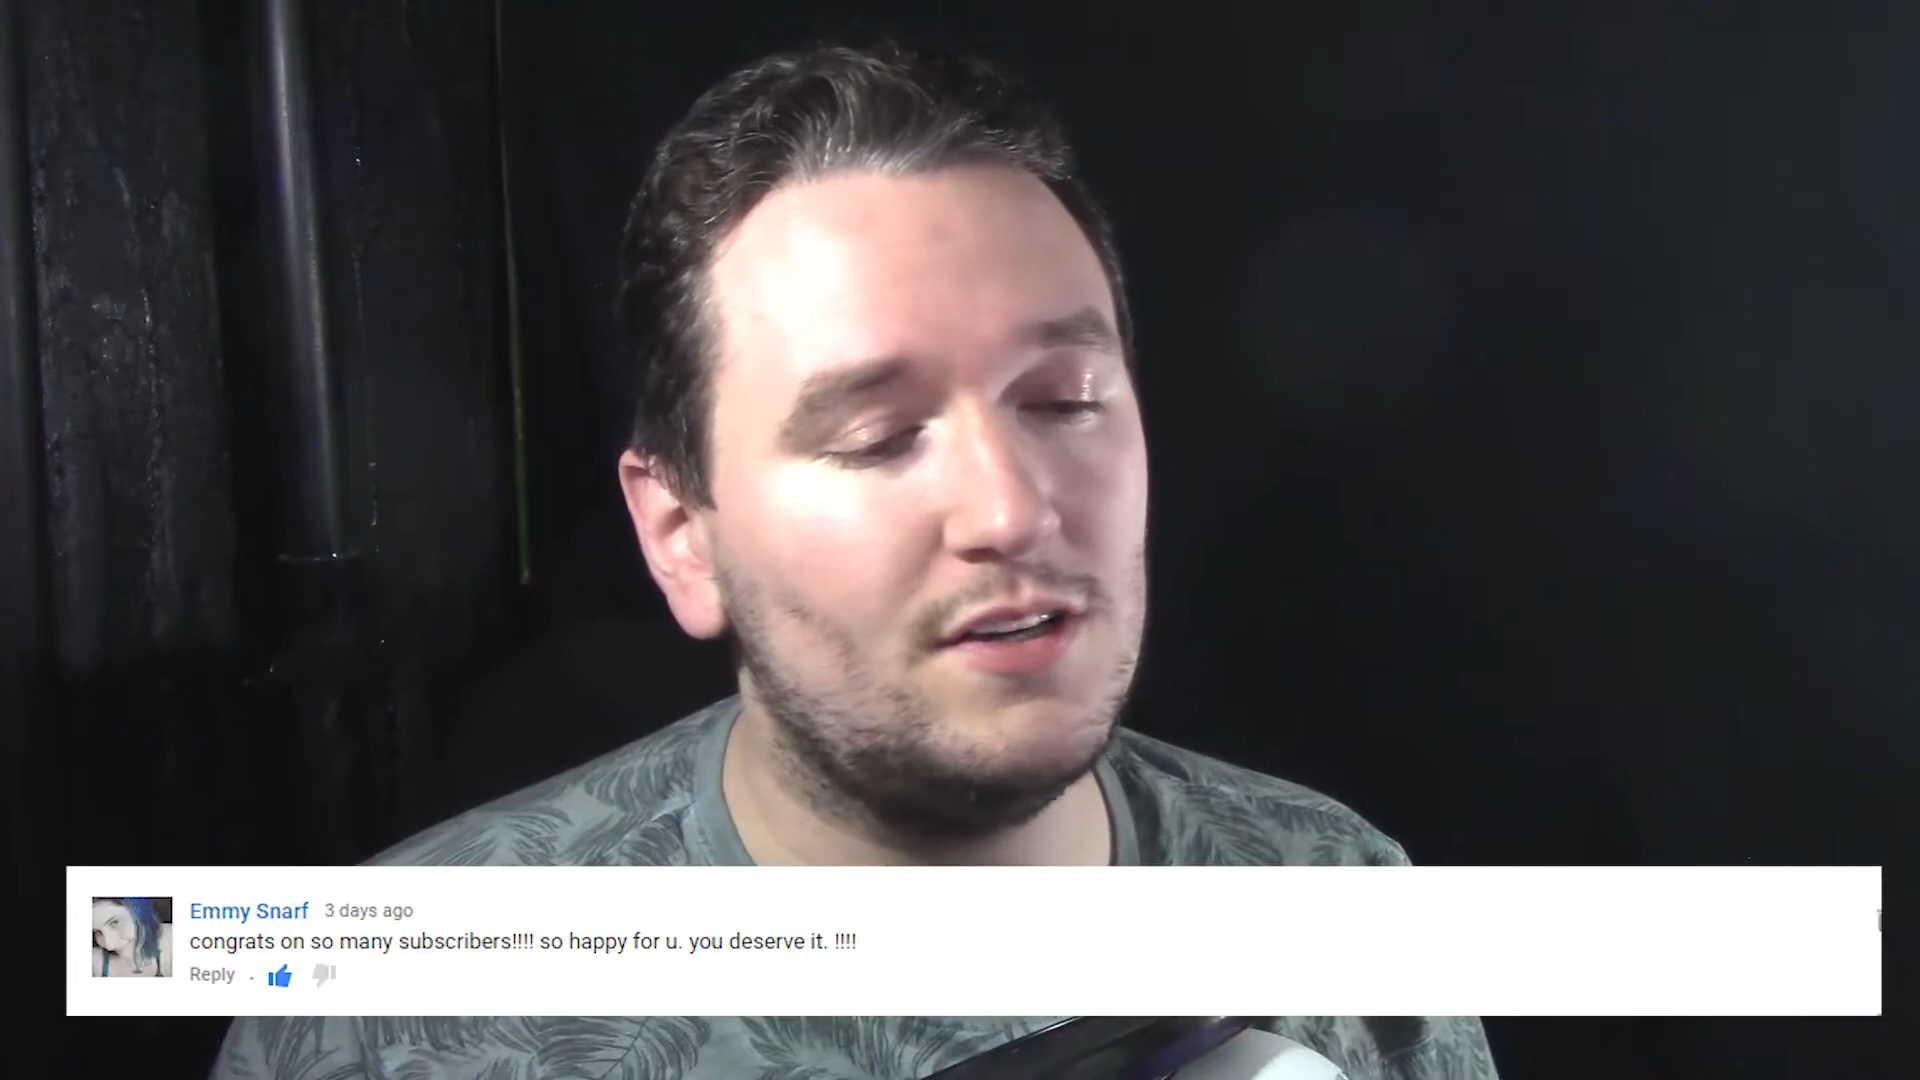 Emmy Snarf 3 days ago
congrats on so many subscribers!!!! so happy for u. you deserve it. !!!!
Reply .